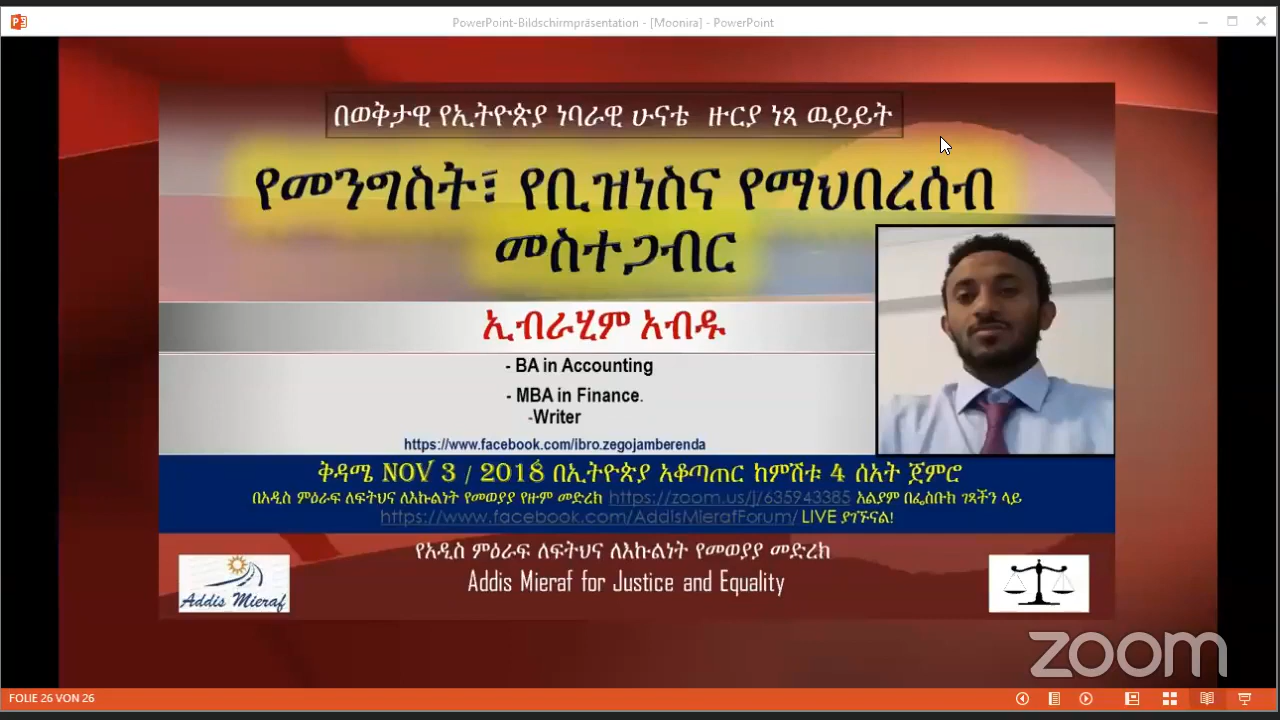 PowerPoint-Bildschirmpräsentation - [Moonira] - PowerPoint
በወቅታዊ የኢትዮጵያ ነባራዊ ሁናቴ ዙርያ ነጻ ዉይይት
የመንግስት፣ የቢዝነስና የማህበረሰብ
መስተጋብር
ኢብራሂም አብዱ
- BA in Accounting
- MBA in Finance.
-Writer
https://www.facebook.com/ibro.zegojamberenda
ቅዳሜ NOV 3 / 2018 በኢትዮጵያ አቆጣጠር ከምሽቱ 4 ሰአት ጀምሮ
በአዲስ ምዕራፍ ለፍትህና ለእኩልነት የመወያያ የዙም መድረክ https://zoom.us/j/635943385 አልያም በፌስቡክ ገጻችን ላይ
https://www.facebook.com/AddisMierafForum/ LIVE ያገኙናል!
የአዲስ ምዕራፍ ለፍትህና ለእኩልነት የመወያያ መድረክ
Addis Mieraf for Justice and Equality
Addis Mieraf
zoom
FOLIE 26 VON 26